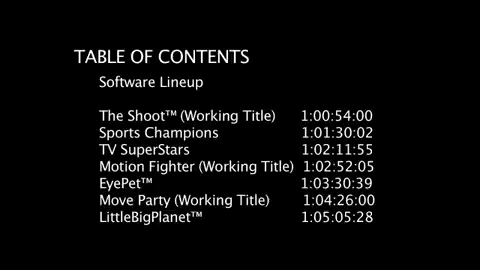 TABLE OF CONTENTS
Software Lineup
The Shoot™ (Working Title) 1:00:54:00
Sports Champions 1:01:30:02
TV SuperStars 1:02:11:55
Motion Fighter (Working Title) 1:02:52:05
EyePet™ 1:03:30:39
Move Party (Working Title) 1:04:26:00
LittleBigPlanet™ 1:05:05:28